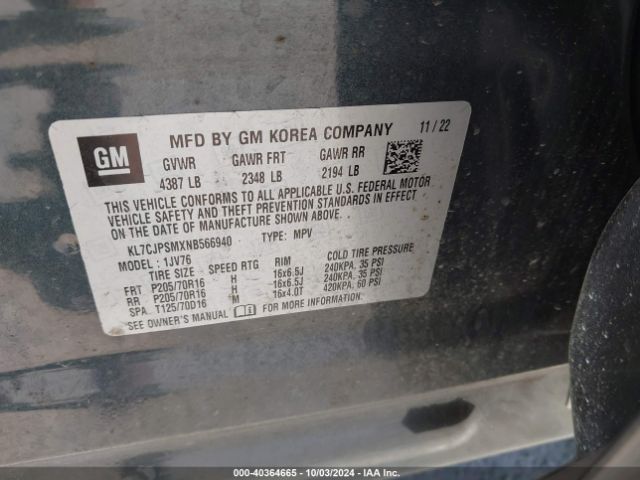 GM
MFD BY GM KOREA COMPANY 11/22
GVWR GAWR FRT GAWR RR
4387 LB 2348 LB 2194 LB
THIS VEHICLE CONFORMS TO ALL APPLICABLE U.S. FEDERAL MOTOR
VEHICLE SAFETY AND THEFT PREVENTION STANDARDS IN EFFECT
ON THE DATE OF MANUFACTURE SHOWN ABOVE.
KL7CJPSMXNB566940 TYPE: MPV
MODEL: 1JV76
TIRE SIZE SPEED RTG RIM COLD TIRE PRESSURE
FRT P205/70R16 H 16x6.5J 240KPA, 35 PSI
RR P205/70R16 H 16x6.5J 240KPA, 35 PSI
SPA T125/70D16 M 16x4.0T 420KPA, 60 PSI
SEE OWNER'S MANUAL FOR MORE INFORMATION.
000-40364665 - 10/03/2024 - IAA Inc.